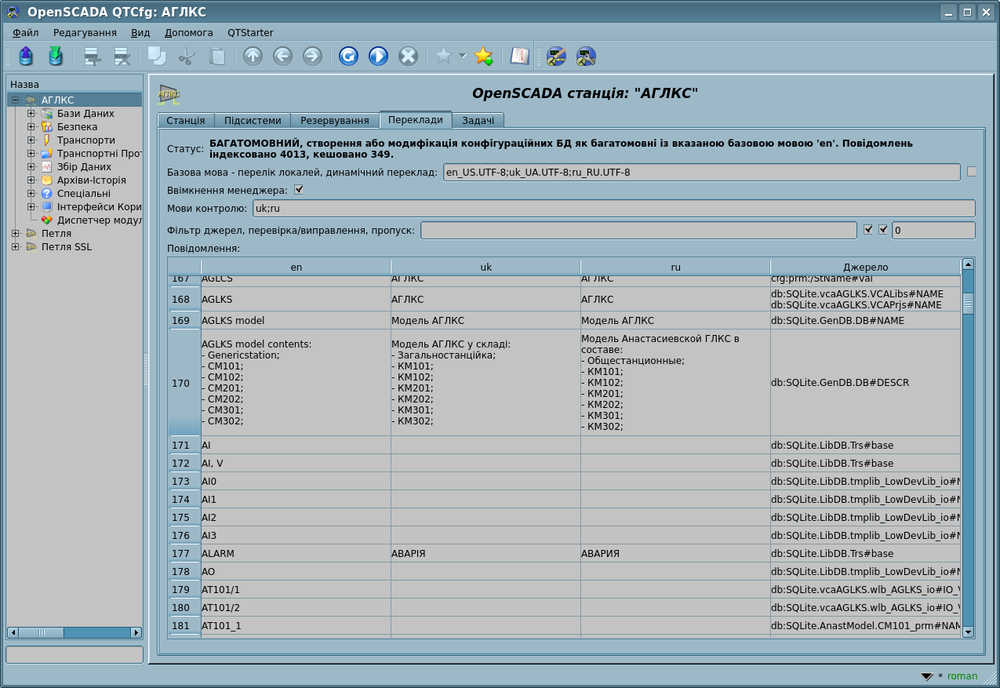 OpenSCADA QTCfg: АГЛКС
Файл Редагування Вид Допомога QTStarter
Назва
АГЛКС
Бази Даних
Безпека
Транспорти
Транспортні Про
Збір Даних
Архіви-Історія
Спеціальні
Інтерфейси Кори
Диспетчер модул
Петля
Петля SSL
OpenSCADA станція: "АГЛКС"
Станція Підсистеми Резервування Переклади Задачі
Статус: БАГАТОМОВНИЙ, створення або модифікація конфігураційних БД як багатомовні із вказаною базовою мовою 'en'. Повідомлень
індексовано 4013, кешовано 349.
Базова мова - перелік локалей, динамічний переклад: en_US.UTF-8;uk_UA.UTF-8;ru_RU.UTF-8
Ввімкнення менеджера:
Мови контролю: uk;ru
Фільтр джерел, перевірка/виправлення, пропуск: 0
Повідомлення:
en uk ru Джерело
167 AGLCS АГЛКС АГЛКС cfg:prm:/StName#val
168 AGLKS АГЛКС АГЛКС db:SQLite.vcaAGLKS.VCALibs#NAME
db:SQLite.vcaAGLKS.VCAPrjs#NAME
169 AGLKS model Модель АГЛКС Модель АГЛКС db:SQLite.GenDB.DB#NAME
170 AGLKS model contents:
- Genericstation;
- CM101;
- CM102;
- CM201;
- CM202;
- CM301;
- CM302;
Модель АГЛКС у складі:
- Загальностанційка;
- КМ101;
- КМ102;
- КМ201;
- КМ202;
- КМ301;
- КМ302;
Модель Анастасиевской ГЛКС в
составе:
- Общестанционные;
- КМ101;
- КМ102;
- КМ201;
- КМ202;
- КМ301;
- КМ302;
db:SQLite.GenDB.DB#DESCR
171 AI db:SQLite.LibDB.Trs#base
172 AI, V db:SQLite.LibDB.Trs#base
173 AI0 db:SQLite.LibDB.tmplib_LowDevLib_io#N
174 AI1 db:SQLite.LibDB.tmplib_LowDevLib_io#N
175 AI2 db:SQLite.LibDB.tmplib_LowDevLib_io#N
176 AI3 db:SQLite.LibDB.tmplib_LowDevLib_io#N
177 ALARM АВАРІЯ АВАРИЯ db:SQLite.LibDB.Trs#base
178 AO db:SQLite.LibDB.tmplib_LowDevLib_io#N
179 AT101/1 db:SQLite.vcaAGLKS.wlb_AGLKS_io#IO_V
180 AT101/2 db:SQLite.vcaAGLKS.wlb_AGLKS_io#IO_V
181 AT101_1 db:SQLite.AnastModel.CM101_prm#NAM
* roman